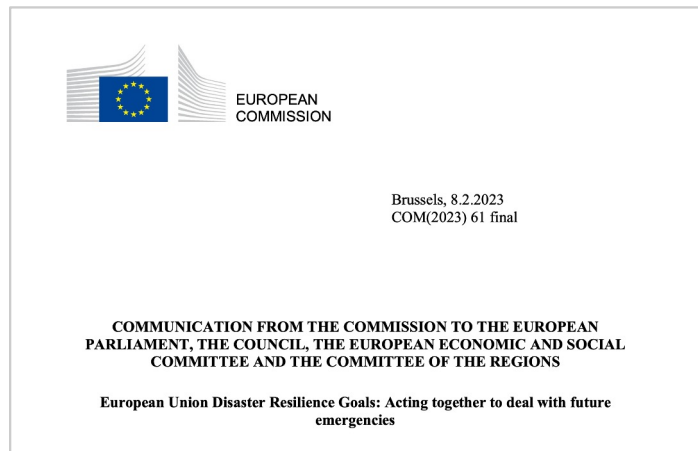 EUROPEAN
COMMISSION
Brussels, 8.2.2023
COM(2023) 61 final
COMMUNICATION FROM THE COMMISSION TO THE EUROPEAN
PARLIAMENT, THE COUNCIL, THE EUROPEAN ECONOMIC AND SOCIAL
COMMITTEE AND THE COMMITTEE OF THE REGIONS
European Union Disaster Resilience Goals: Acting together to deal with future
emergencies